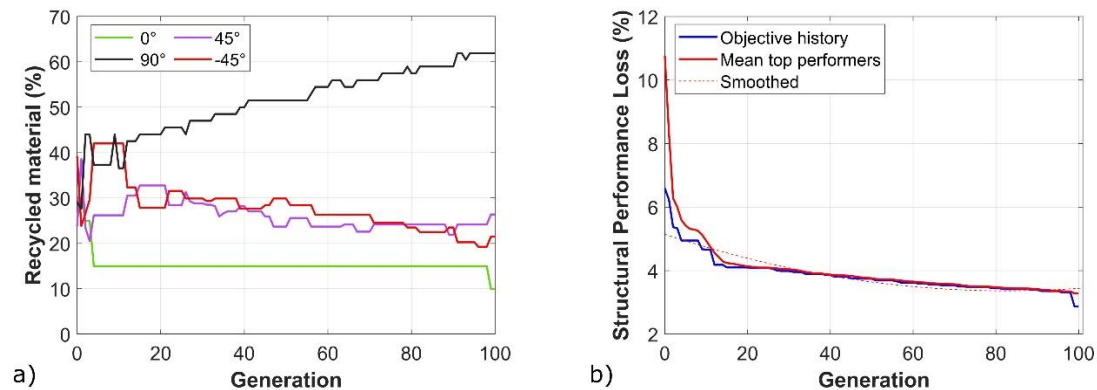 70
60
50
40
30
20
10
0
Recycled material (%)
0° 45°
90° -45°
0 20 40 60 80 100
Generation
a)
12
10
8
6
4
2
Structural Performance Loss (%)
Objective history
Mean top performers
Smoothed
0 20 40 60 80 100
Generation
b)